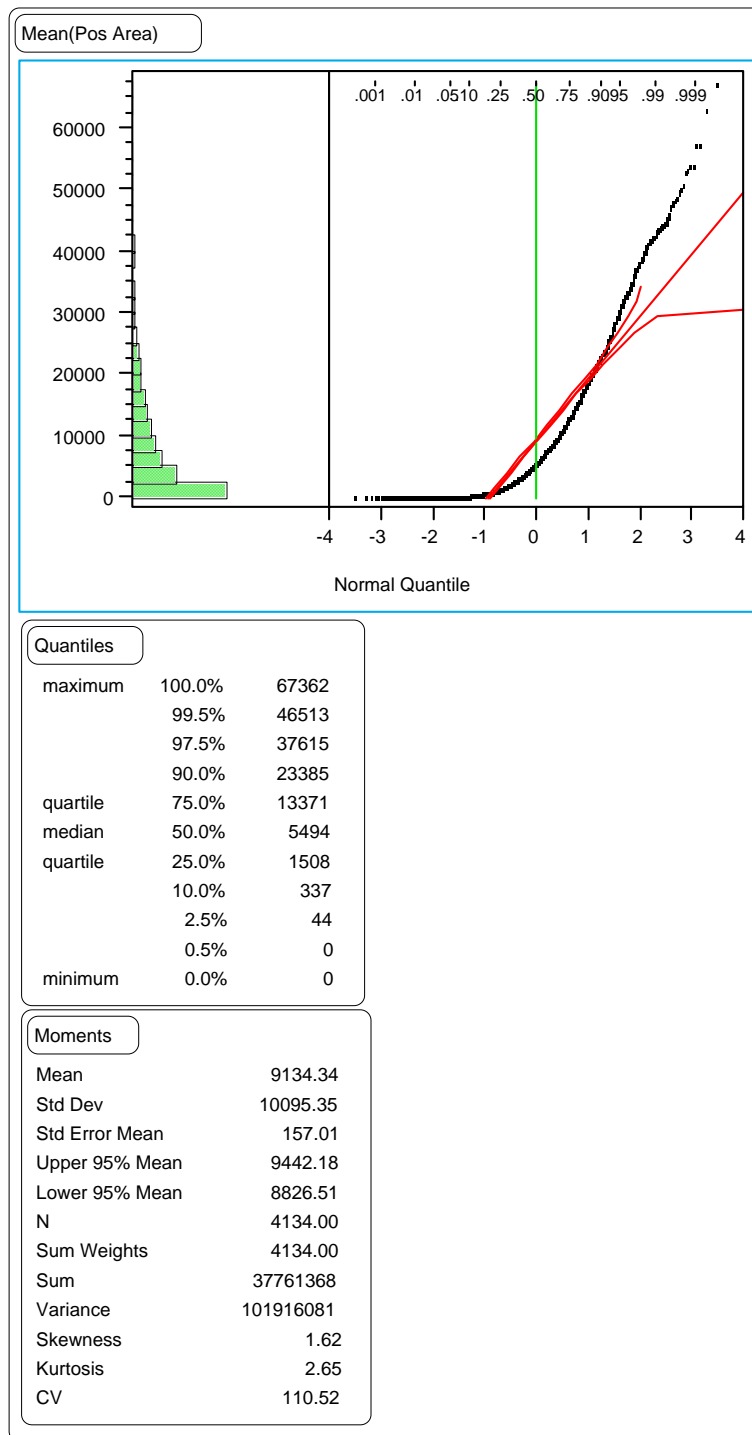 Mean(Pos Area)
.001 .01 .05 .10 .25 .50 .75 .90 95 .99 .999
60000
50000
40000
30000
20000
10000
0
-4 -3 -2 -1 0 1 2 3 4
Normal Quantile
Quantiles
maximum 100.0% 67362
99.5% 46513
97.5% 37615
90.0% 23385
quartile 75.0% 13371
median 50.0% 5494
quartile 25.0% 1508
10.0% 337
2.5% 44
0.5% 0
minimum 0.0% 0
Moments
Mean 9134.34
Std Dev 10095.35
Std Error Mean 157.01
Upper 95% Mean 9442.18
Lower 95% Mean 8826.51
N 4134.00
Sum Weights 4134.00
Sum 37761368
Variance 101916081
Skewness 1.62
Kurtosis 2.65
CV 110.52